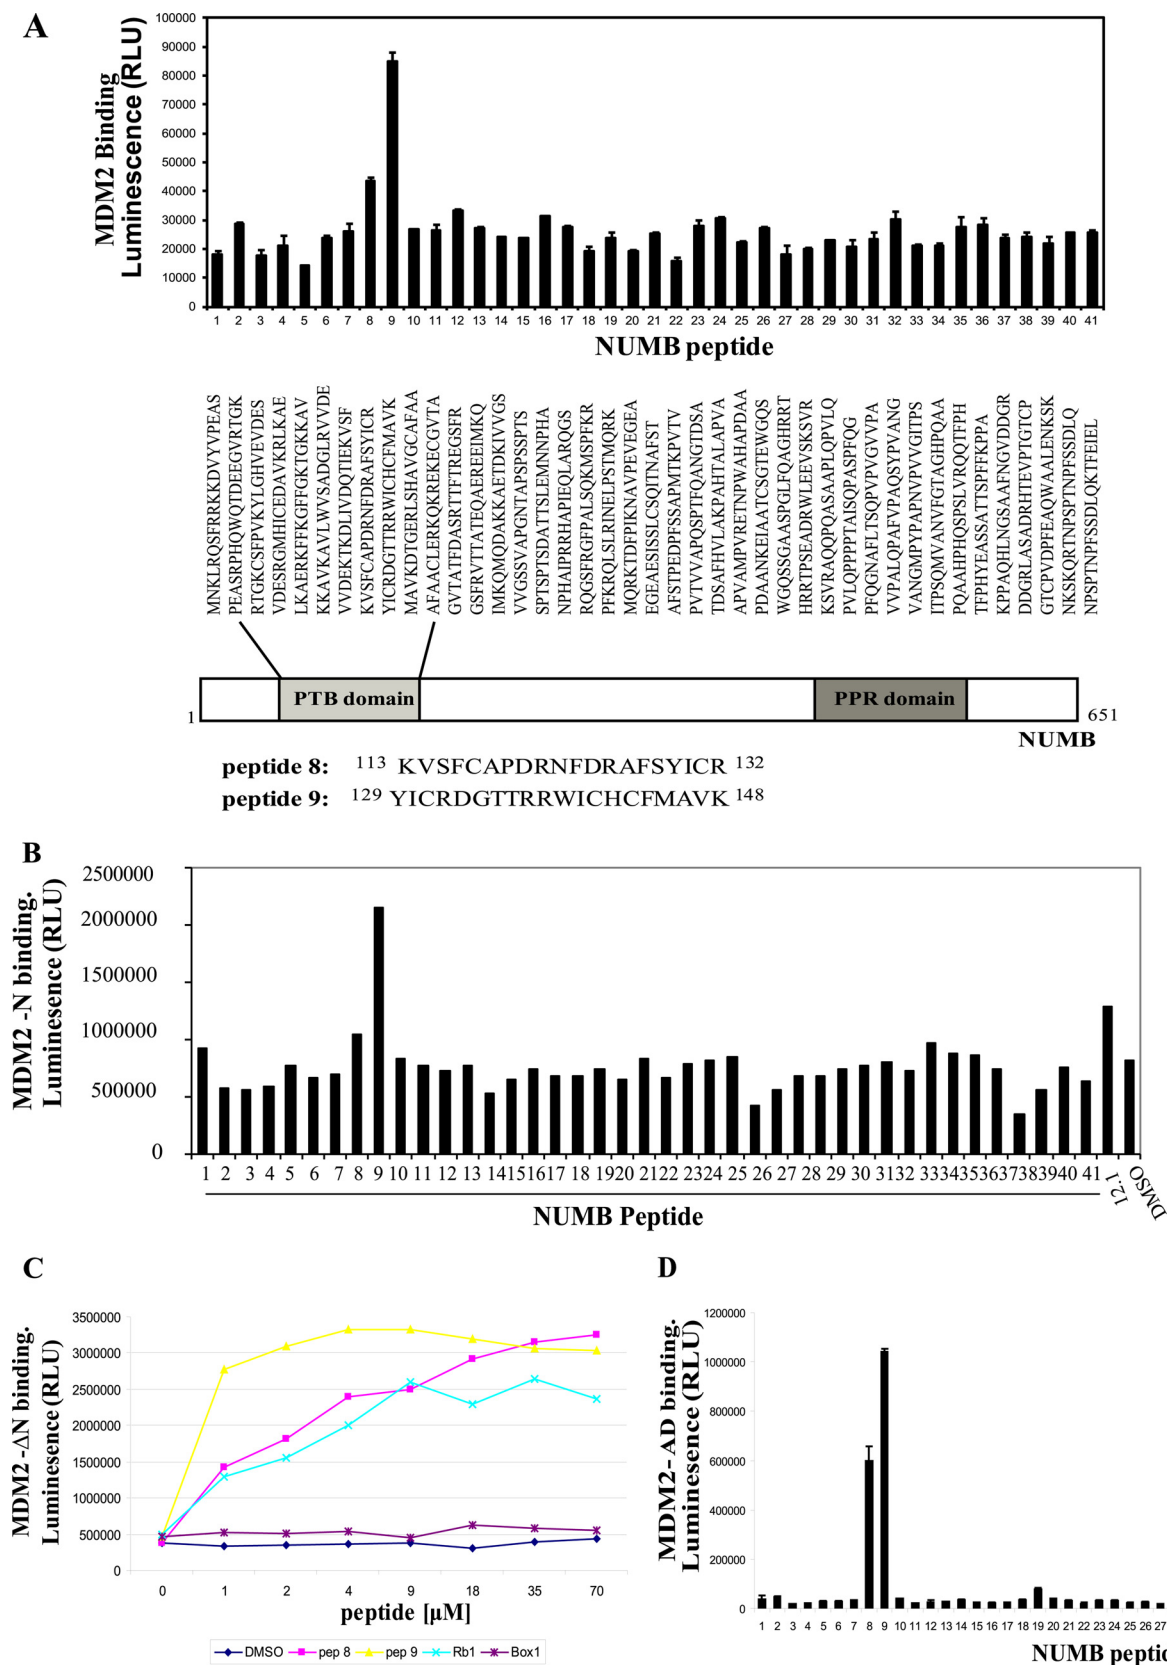 A
MDM2 Binding
Luminescence (RLU)
100000
90000
80000
70000
60000
50000
40000
30000
20000
10000
0
1 2 3 4 5 6 7 8 9 10 11 12 13 14 15 16 17 18 19 20 21 22 23 24 25 26 27 28 29 30 31 32 33 34 35 36 37 38 39 40 41
NUMB peptide
MNKLRQSFRRKKDVYVPEAS
PEASRPHQWQTDEEGVRTGK
RTGKCSFPVKYLGHVEVDES
VDESRGMHICEDAVKRLKAE
LKAERKFFKGFFGKTGKKAV
KKAVKAVLWVSADGLRVVDE
VVDEKTKDLIVDQTIEKVSF
KVSFCAPDRNFDRAFSYICR
YICRDGTTRRWICHCFMAVK
MAVKDTGERLSHAVGCAFAA
AFAACLERKQKREKECGVTA
GVTATFDASRTTFTREGSFR
GSFRVTTATEQAEREEIMKQ
IMKQMQDAKKAETDKIVVGS
VVGSSVAPGNTAPSPSSPTS
SPTSPTSDATTSLEMNNPHA
NPHAIPRRHAPIEQLARQGS
RQGSFRGFPALSQKMSPFKR
PFKRQLSLRINELPSTMQRK
MQRKTDFPIKNAVPEVEGEA
EGEAESISSLCSQITNAFST
AFSTPEDPFSSAPMTKPVTV
PVTVVAPQSPTFQANGTDSA
TDSAFHVLAKPAHTALAPVA
APVAMPVRETNPWAHAPDAA
PDAANKEIAATCSGTEWGQS
WGQSSGAASPGLFQAGHRRT
HRRTPSEADRWLEEVSKSVR
KSVRAQQPQASAAPLQPVLQ
PVLQPPPPTAISQPASPFQG
PFQGNAFLTSQPVPVGVVPA
VVPALQPAFVPAQSYPVANG
VANGMPYPAPNVPVVGITPS
ITPSQMVANVFGTAGHPQAA
PQAAHPHQSPSLVRQQTFPH
TFPHYEASSATTSPFFKPPA
KPPAQHLNGSAAFNGVDDGR
DDGRLASADRHTEVPTGTCP
GTCPVDPFEAQWAALENKSK
NKSKQRTNPSPTNPFSSDLQ
NPSPTNPFSSDLQKTFEIEL
PTB domain
PPR domain
1
651
NUMB
peptide 8: 113 KVSFCAPDRNFDRAFSYICR 132
peptide 9: 129 YICRDGTTRRWICHCFMAVK 148
B
MDM2 -N binding.
Luminesence (RLU)
2500000
2000000
1500000
1000000
500000
0
1 2 3 4 5 6 7 8 9 10 11 12 13 14 15 16 17 18 19 20 21 22 23 24 25 26 27 28 29 30 31 32 33 34 35 36 37 38 39 40 41 12.1 DMSO
NUMB Peptide
C
MDM2 -ΔN binding.
Luminesence (RLU)
3500000
3000000
2500000
2000000
1500000
1000000
500000
0
0 1 2 4 9 18 35 70
peptide [μM]
DMSO pep 8 pep 9 Rb1 Box1
D
MDM2- AD binding.
Luminesence (RLU)
1200000
1000000
800000
600000
400000
200000
0
1 2 3 4 5 6 7 8 9 10 11 12 13 14 15 16 17 18 19 20 21 22 23 24 25 26 27
NUMB peptid